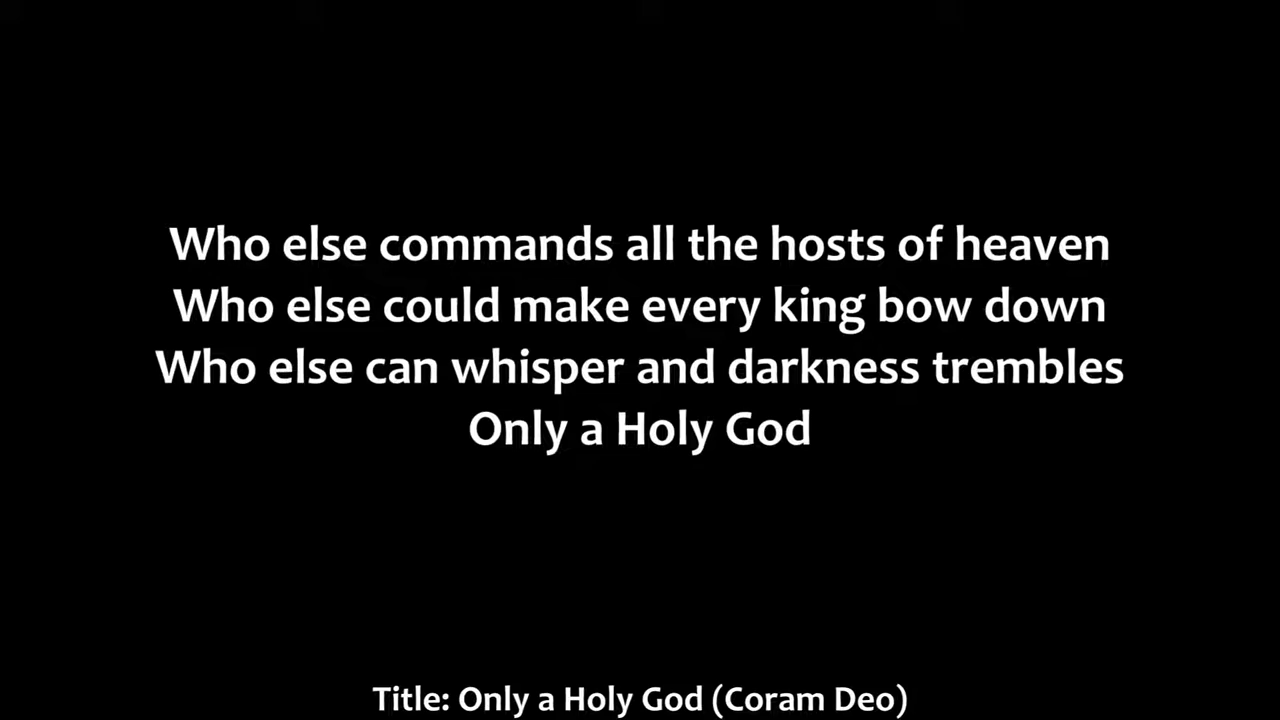 Who else commands all the hosts of heaven
Who else could make every king bow down
Who else can whisper and darkness trembles
Only a Holy God
Title: Only a Holy God (Coram Deo)